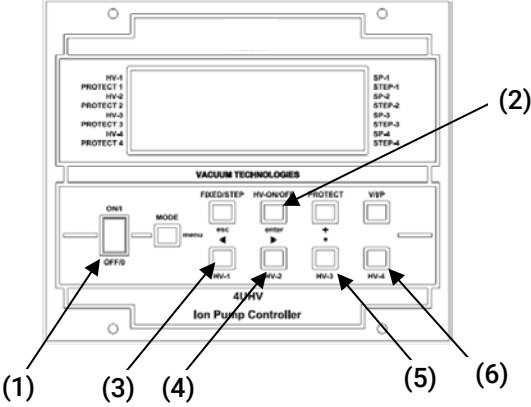 HV-1
PROTECT 1
HV-2
PROTECT 2
HV-3
PROTECT 3
HV-4
PROTECT 4
SP-1
STEP-1
SP-2
STEP-2
SP-3
STEP-3
SP-4
STEP-4
(2)
VACUUM TECHNOLOGIES
FIXED/STEP HV-ON/OFF PROTECT V/I/P
ON/I
MODE
menu
esc enter +
◀ ▶ •
OFF/0
HV-1 HV-2 HV-3 HV-4
4UHV
Ion Pump Controller
(1) (3) (4) (5) (6)